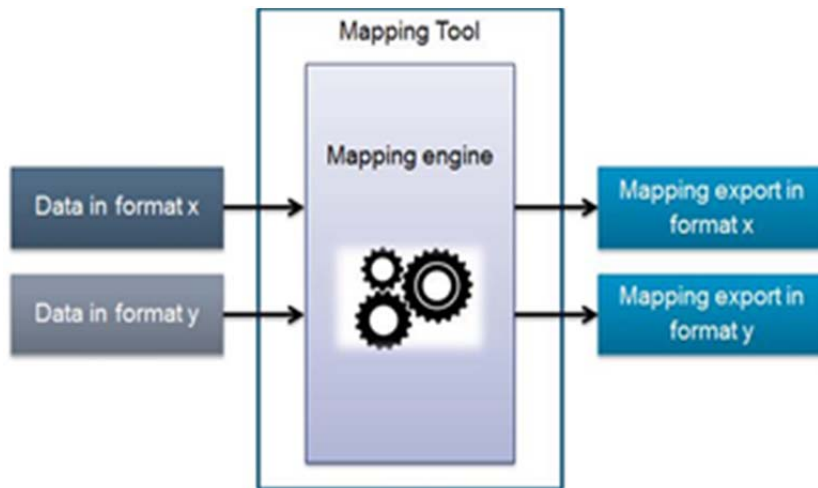 Mapping Tool
Mapping engine
Data in format x
Mapping export in
format x
Data in format y
Mapping export in
format y